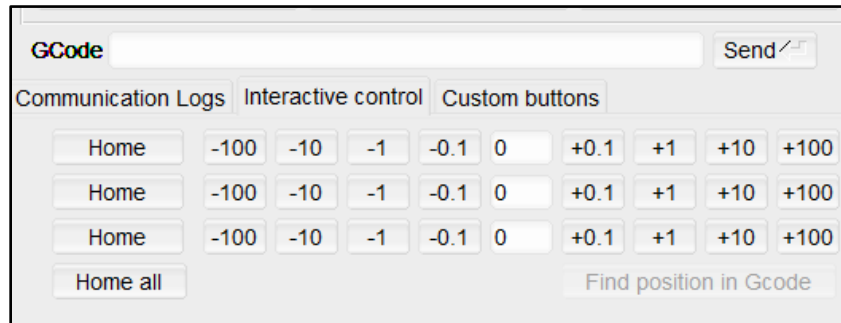 GCode Send
Communication Logs Interactive control Custom buttons
Home -100 -10 -1 -0.1 0 +0.1 +1 +10 +100
Home -100 -10 -1 -0.1 0 +0.1 +1 +10 +100
Home -100 -10 -1 -0.1 0 +0.1 +1 +10 +100
Home all Find position in Gcode